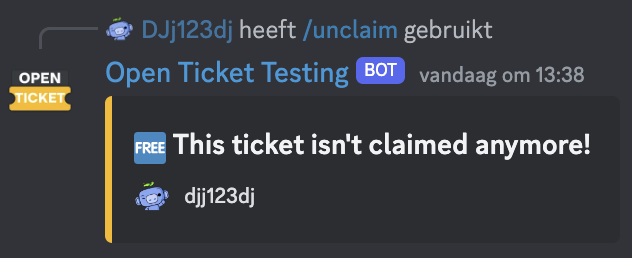 DJj123dj heeft /unclaim gebruikt
OPEN
TICKET
Open Ticket Testing BOT vandaag om 13:38
FREE This ticket isn't claimed anymore!
djj123dj